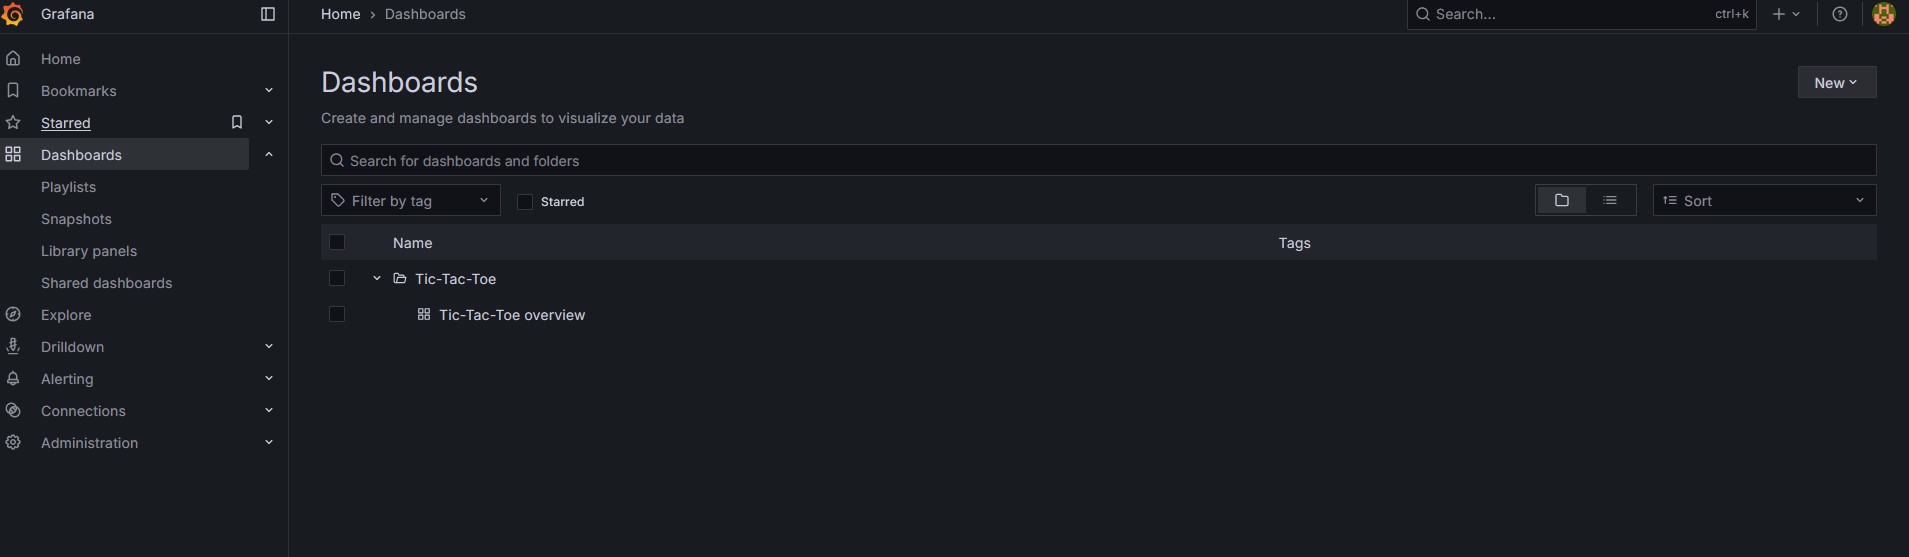 Grafana
Home › Dashboards
Search...
ctrl+k
Home
Bookmarks
Starred
Dashboards
Playlists
Snapshots
Library panels
Shared dashboards
Explore
Drilldown
Alerting
Connections
Administration
Dashboards
New
Create and manage dashboards to visualize your data
Search for dashboards and folders
Filter by tag
Starred
Sort
Name
Tags
Tic-Tac-Toe
Tic-Tac-Toe overview